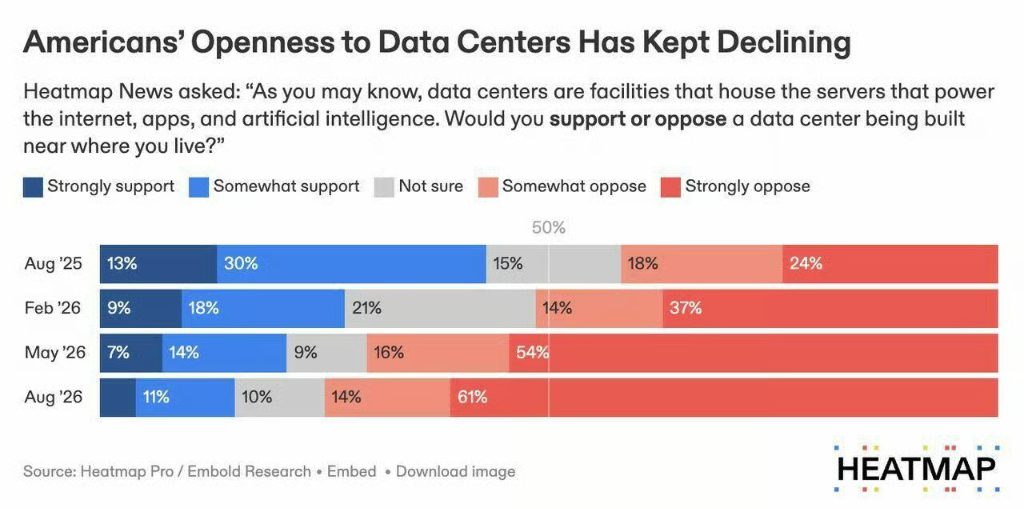 Americans' Openness to Data Centers Has Kept Declining
Heatmap News asked: “As you may know, data centers are facilities that house the servers that power
the internet, apps, and artificial intelligence. Would you support or oppose a data center being built
near where you live?”
Strongly support Somewhat support Not sure Somewhat oppose Strongly oppose
50%
Aug '25 13% 30% 15% 18% 24%
Feb '26 9% 18% 21% 14% 37%
May '26 7% 14% 9% 16% 54%
Aug '26 11% 10% 14% 61%
Source: Heatmap Pro / Embold Research • Embed • Download image
HEATMAP